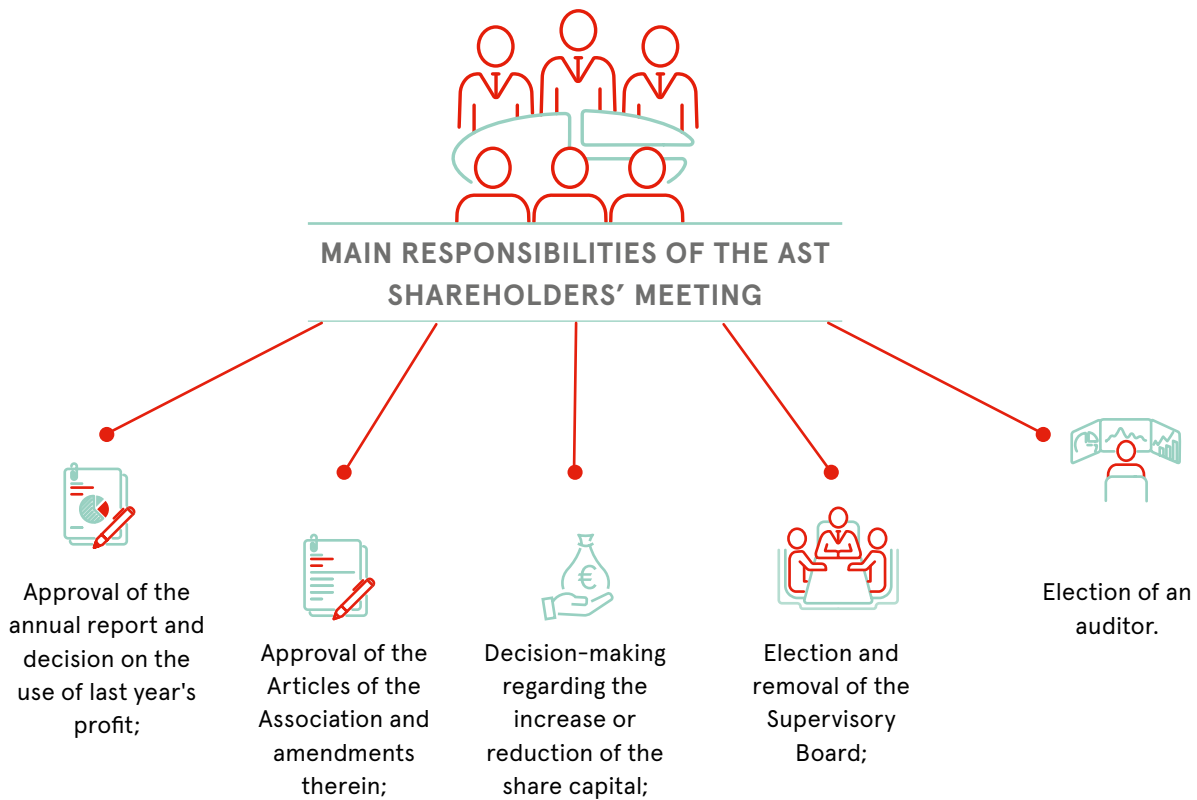 MAIN RESPONSIBILITIES OF THE AST
SHAREHOLDERS’ MEETING
€
Approval of the
annual report and
decision on the
use of last year's
profit;
Approval of the
Articles of the
Association and
amendments
therein;
Decision-making
regarding the
increase or
reduction of the
share capital;
Election and
removal of the
Supervisory
Board;
Election of an
auditor.